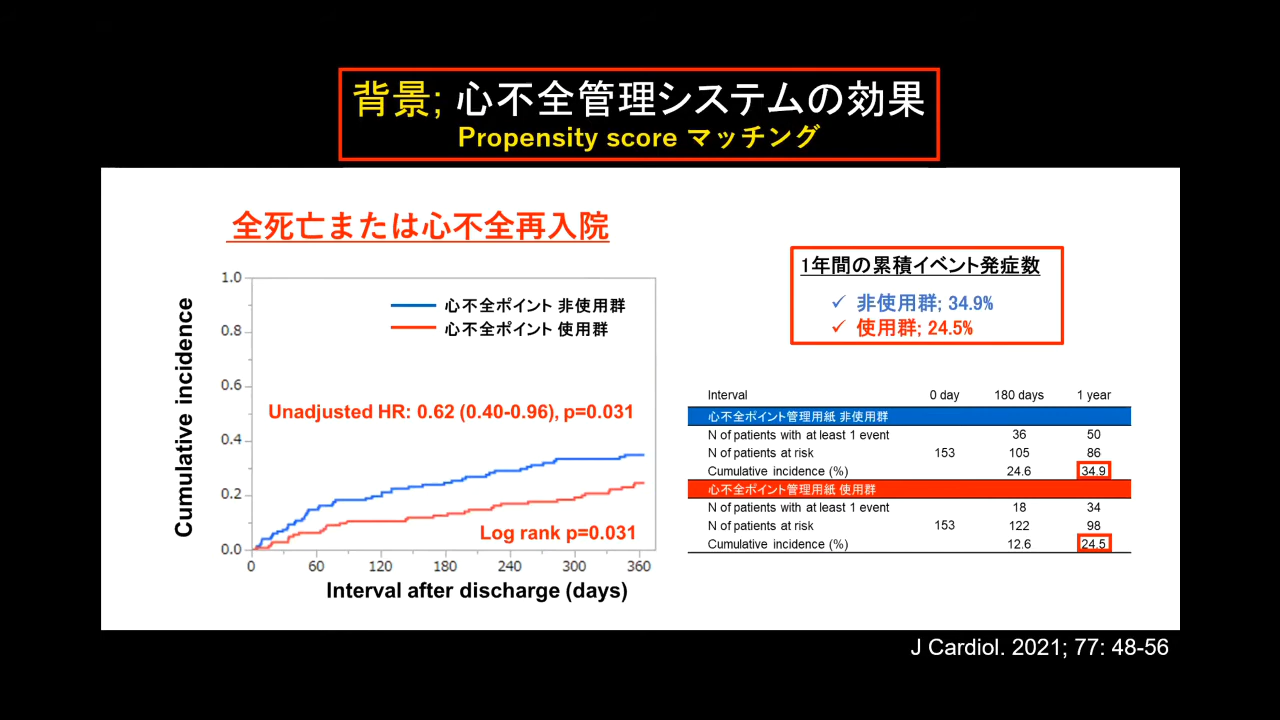 背景; 心不全管理システムの効果
Propensity score マッチング
全死亡または心不全再入院
1.0
0.8
0.6
0.4
0.2
0.0
Cumulative incidence
心不全ポイント 非使用群
心不全ポイント 使用群
Unadjusted HR: 0.62 (0.40-0.96), p=0.031
Log rank p=0.031
0 60 120 180 240 300 360
Interval after discharge (days)
1年間の累積イベント発症数
✓ 非使用群; 34.9%
✓ 使用群; 24.5%
Interval 0 day 180 days 1 year
心不全ポイント管理用紙 非使用群
N of patients with at least 1 event 36 50
N of patients at risk 153 105 86
Cumulative incidence (%) 24.6 34.9
心不全ポイント管理用紙 使用群
N of patients with at least 1 event 18 34
N of patients at risk 153 122 98
Cumulative incidence (%) 12.6 24.5
J Cardiol. 2021; 77: 48-56